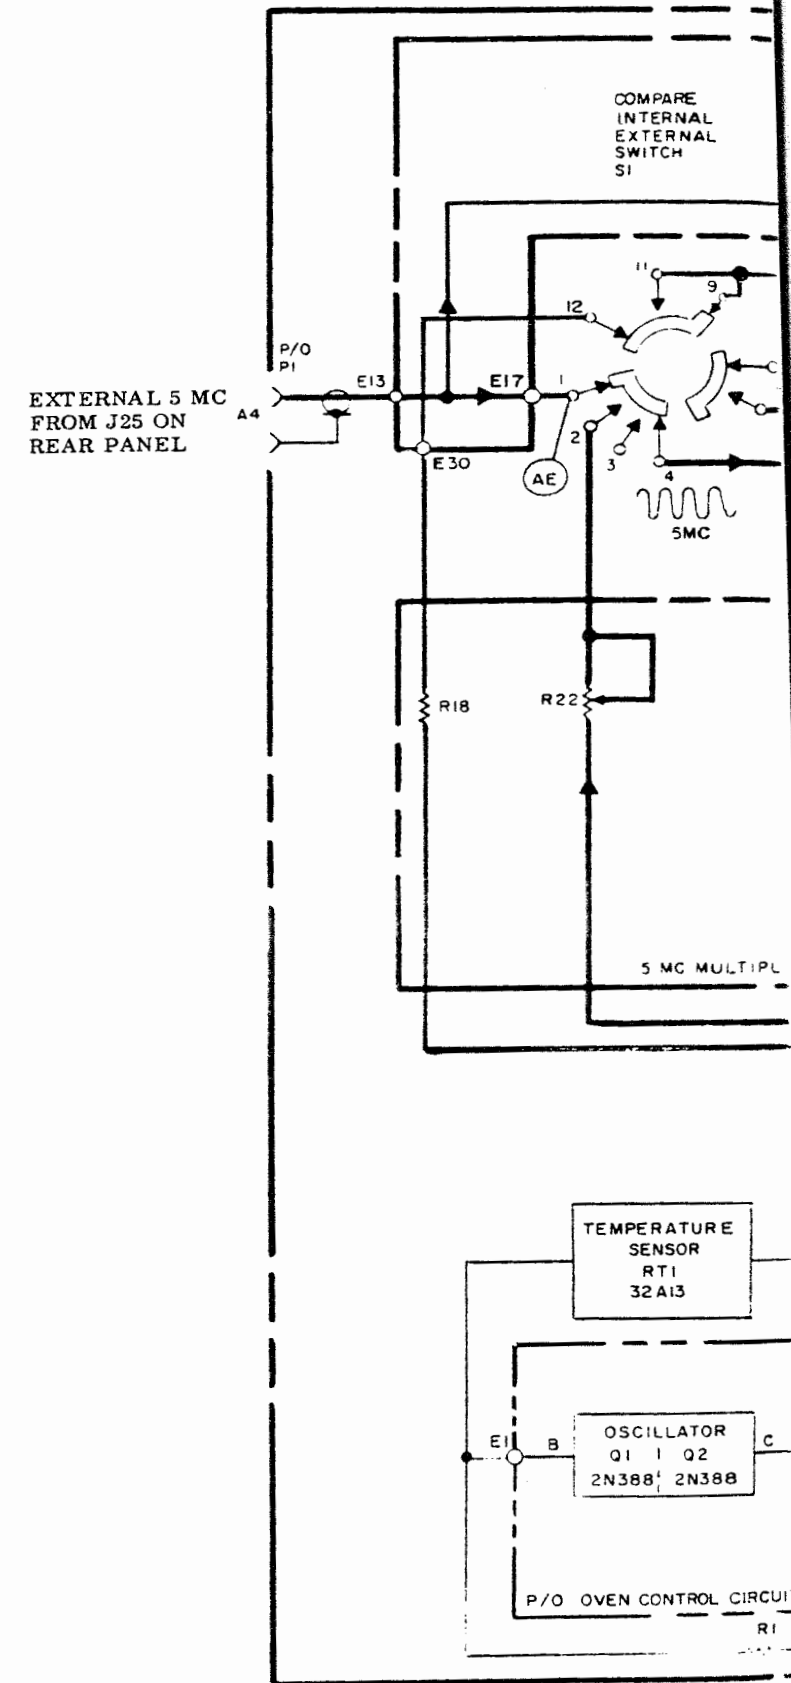 COMPARE
INTERNAL
EXTERNAL
SWITCH
S1
11
9
12
P/O
P1
E13
E17
1
EXTERNAL 5 MC
FROM J25 ON
REAR PANEL
A4
2
3
4
E30
AE
5MC
R18
R22
5 MC MULTIPL
TEMPERATURE
SENSOR
RT1
32A13
E1
B
OSCILLATOR
Q1 Q2
2N388 2N388
C
P/O OVEN CONTROL CIRCUI
R1